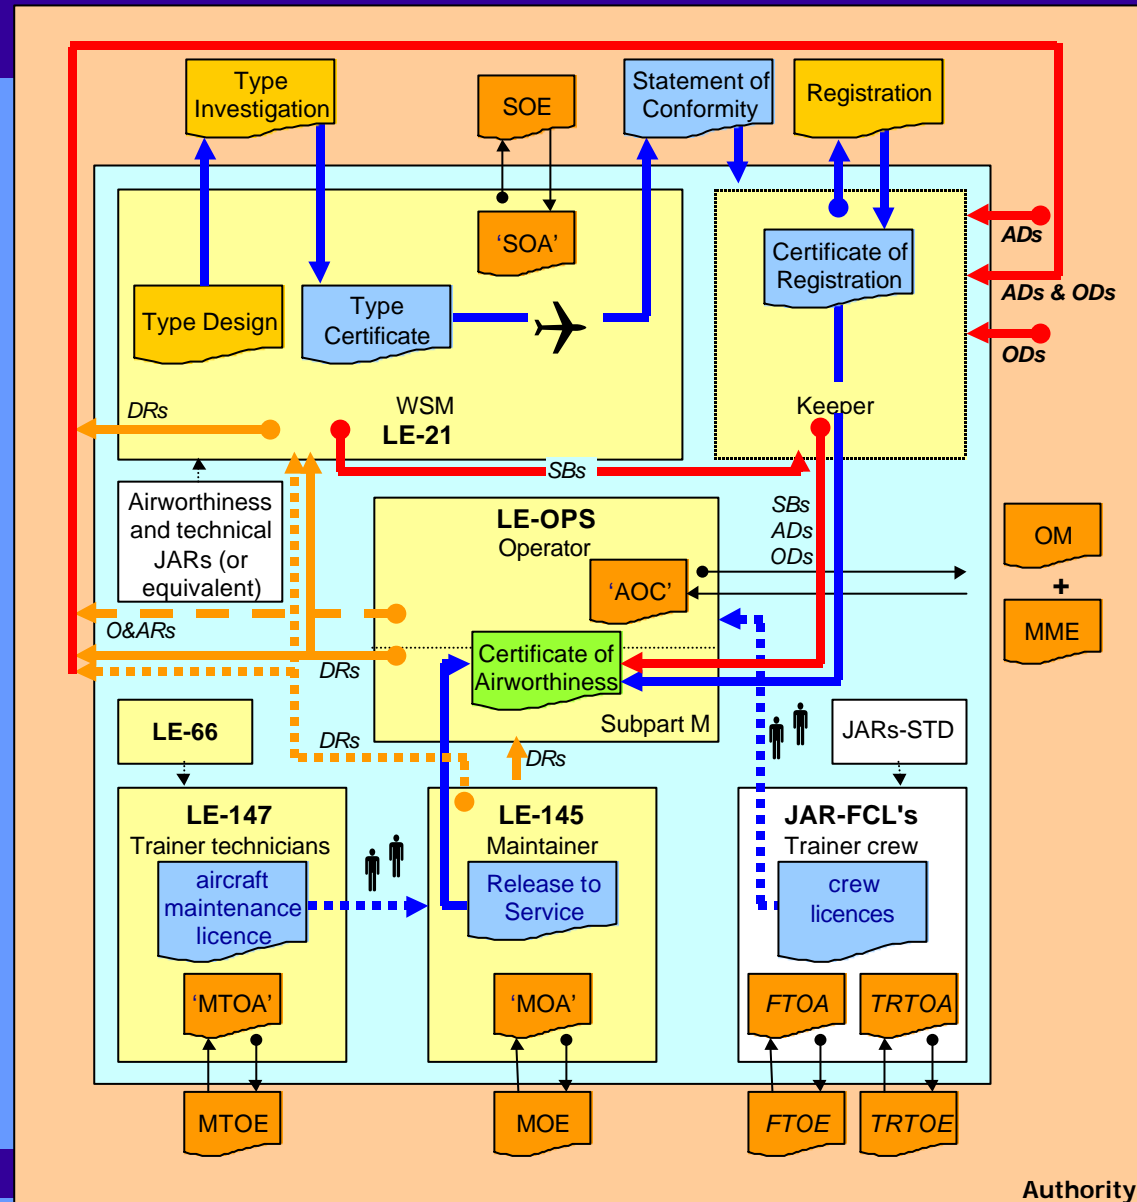 Type
Investigation
SOE
Statement of
Conformity
Registration
'SOA'
Certificate of
Registration
ADs
ADs & ODs
ODs
Type Design
Type
Certificate
WSM
LE-21
Keeper
DRs
SBs
Airworthiness
and technical
JARs (or
equivalent)
LE-OPS
Operator
SBs
ADs
ODs
'AOC'
OM
+
MME
O&ARs
DRs
Certificate of
Airworthiness
Subpart M
LE-66
DRs
DRs
JARs-STD
LE-147
Trainer technicians
aircraft
maintenance
licence
LE-145
Maintainer
Release to
Service
JAR-FCL's
Trainer crew
crew
licences
'MTOA'
'MOA'
FTOA
TRTOA
MTOE
MOE
FTOE
TRTOE
Authority